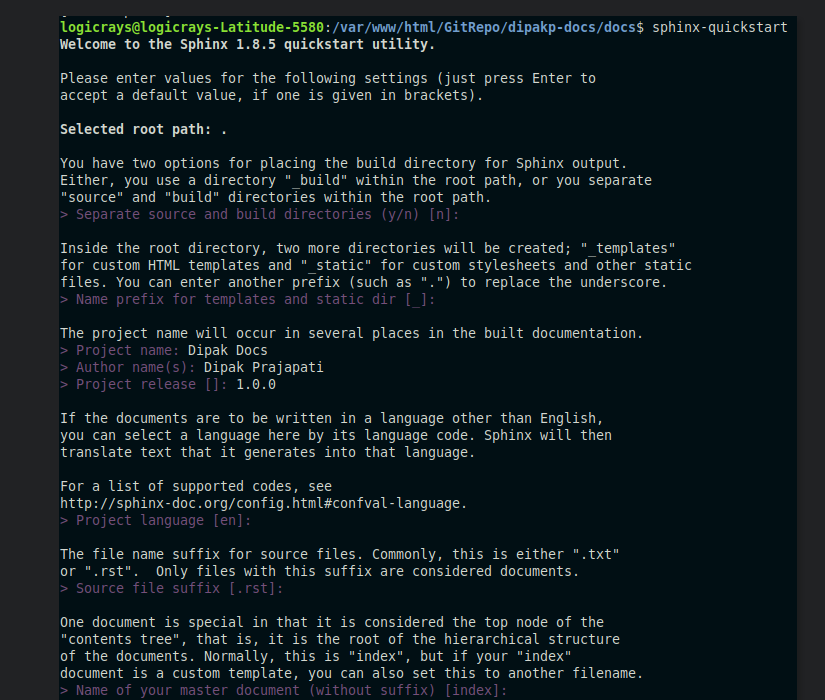 logicrays@logicrays-Latitude-5580:/var/www/html/GitRepo/dipakp-docs/docs$ sphinx-quickstart
Welcome to the Sphinx 1.8.5 quickstart utility.
Please enter values for the following settings (just press Enter to
accept a default value, if one is given in brackets).
Selected root path: .
You have two options for placing the build directory for Sphinx output.
Either, you use a directory "_build" within the root path, or you separate
"source" and "build" directories within the root path.
> Separate source and build directories (y/n) [n]:
Inside the root directory, two more directories will be created; "_templates"
for custom HTML templates and "_static" for custom stylesheets and other static
files. You can enter another prefix (such as ".") to replace the underscore.
> Name prefix for templates and static dir [_]:
The project name will occur in several places in the built documentation.
> Project name: Dipak Docs
> Author name(s): Dipak Prajapati
> Project release []: 1.0.0
If the documents are to be written in a language other than English,
you can select a language here by its language code. Sphinx will then
translate text that it generates into that language.
For a list of supported codes, see
http://sphinx-doc.org/config.html#confval-language.
> Project language [en]:
The file name suffix for source files. Commonly, this is either ".txt"
or ".rst".  Only files with this suffix are considered documents.
> Source file suffix [.rst]:
One document is special in that it is considered the top node of the
"contents tree", that is, it is the root of the hierarchical structure
of the documents. Normally, this is "index", but if your "index"
document is a custom template, you can also set this to another filename.
> Name of your master document (without suffix) [index]: